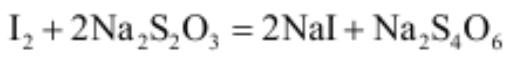 I₂ + 2Na₂S₂O₃ = 2NaI + Na₂S₄O₆